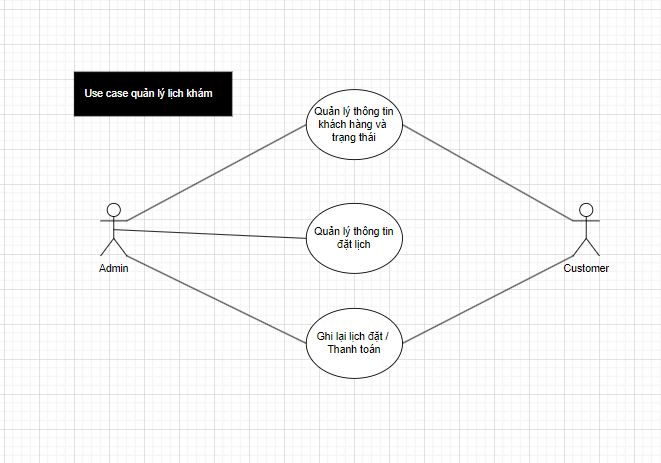 Use case quản lý lịch khám
Quản lý thông tin
khách hàng và
trạng thái
Quản lý thông tin
đặt lịch
Admin
Customer
Ghi lại lịch đặt /
Thanh toán